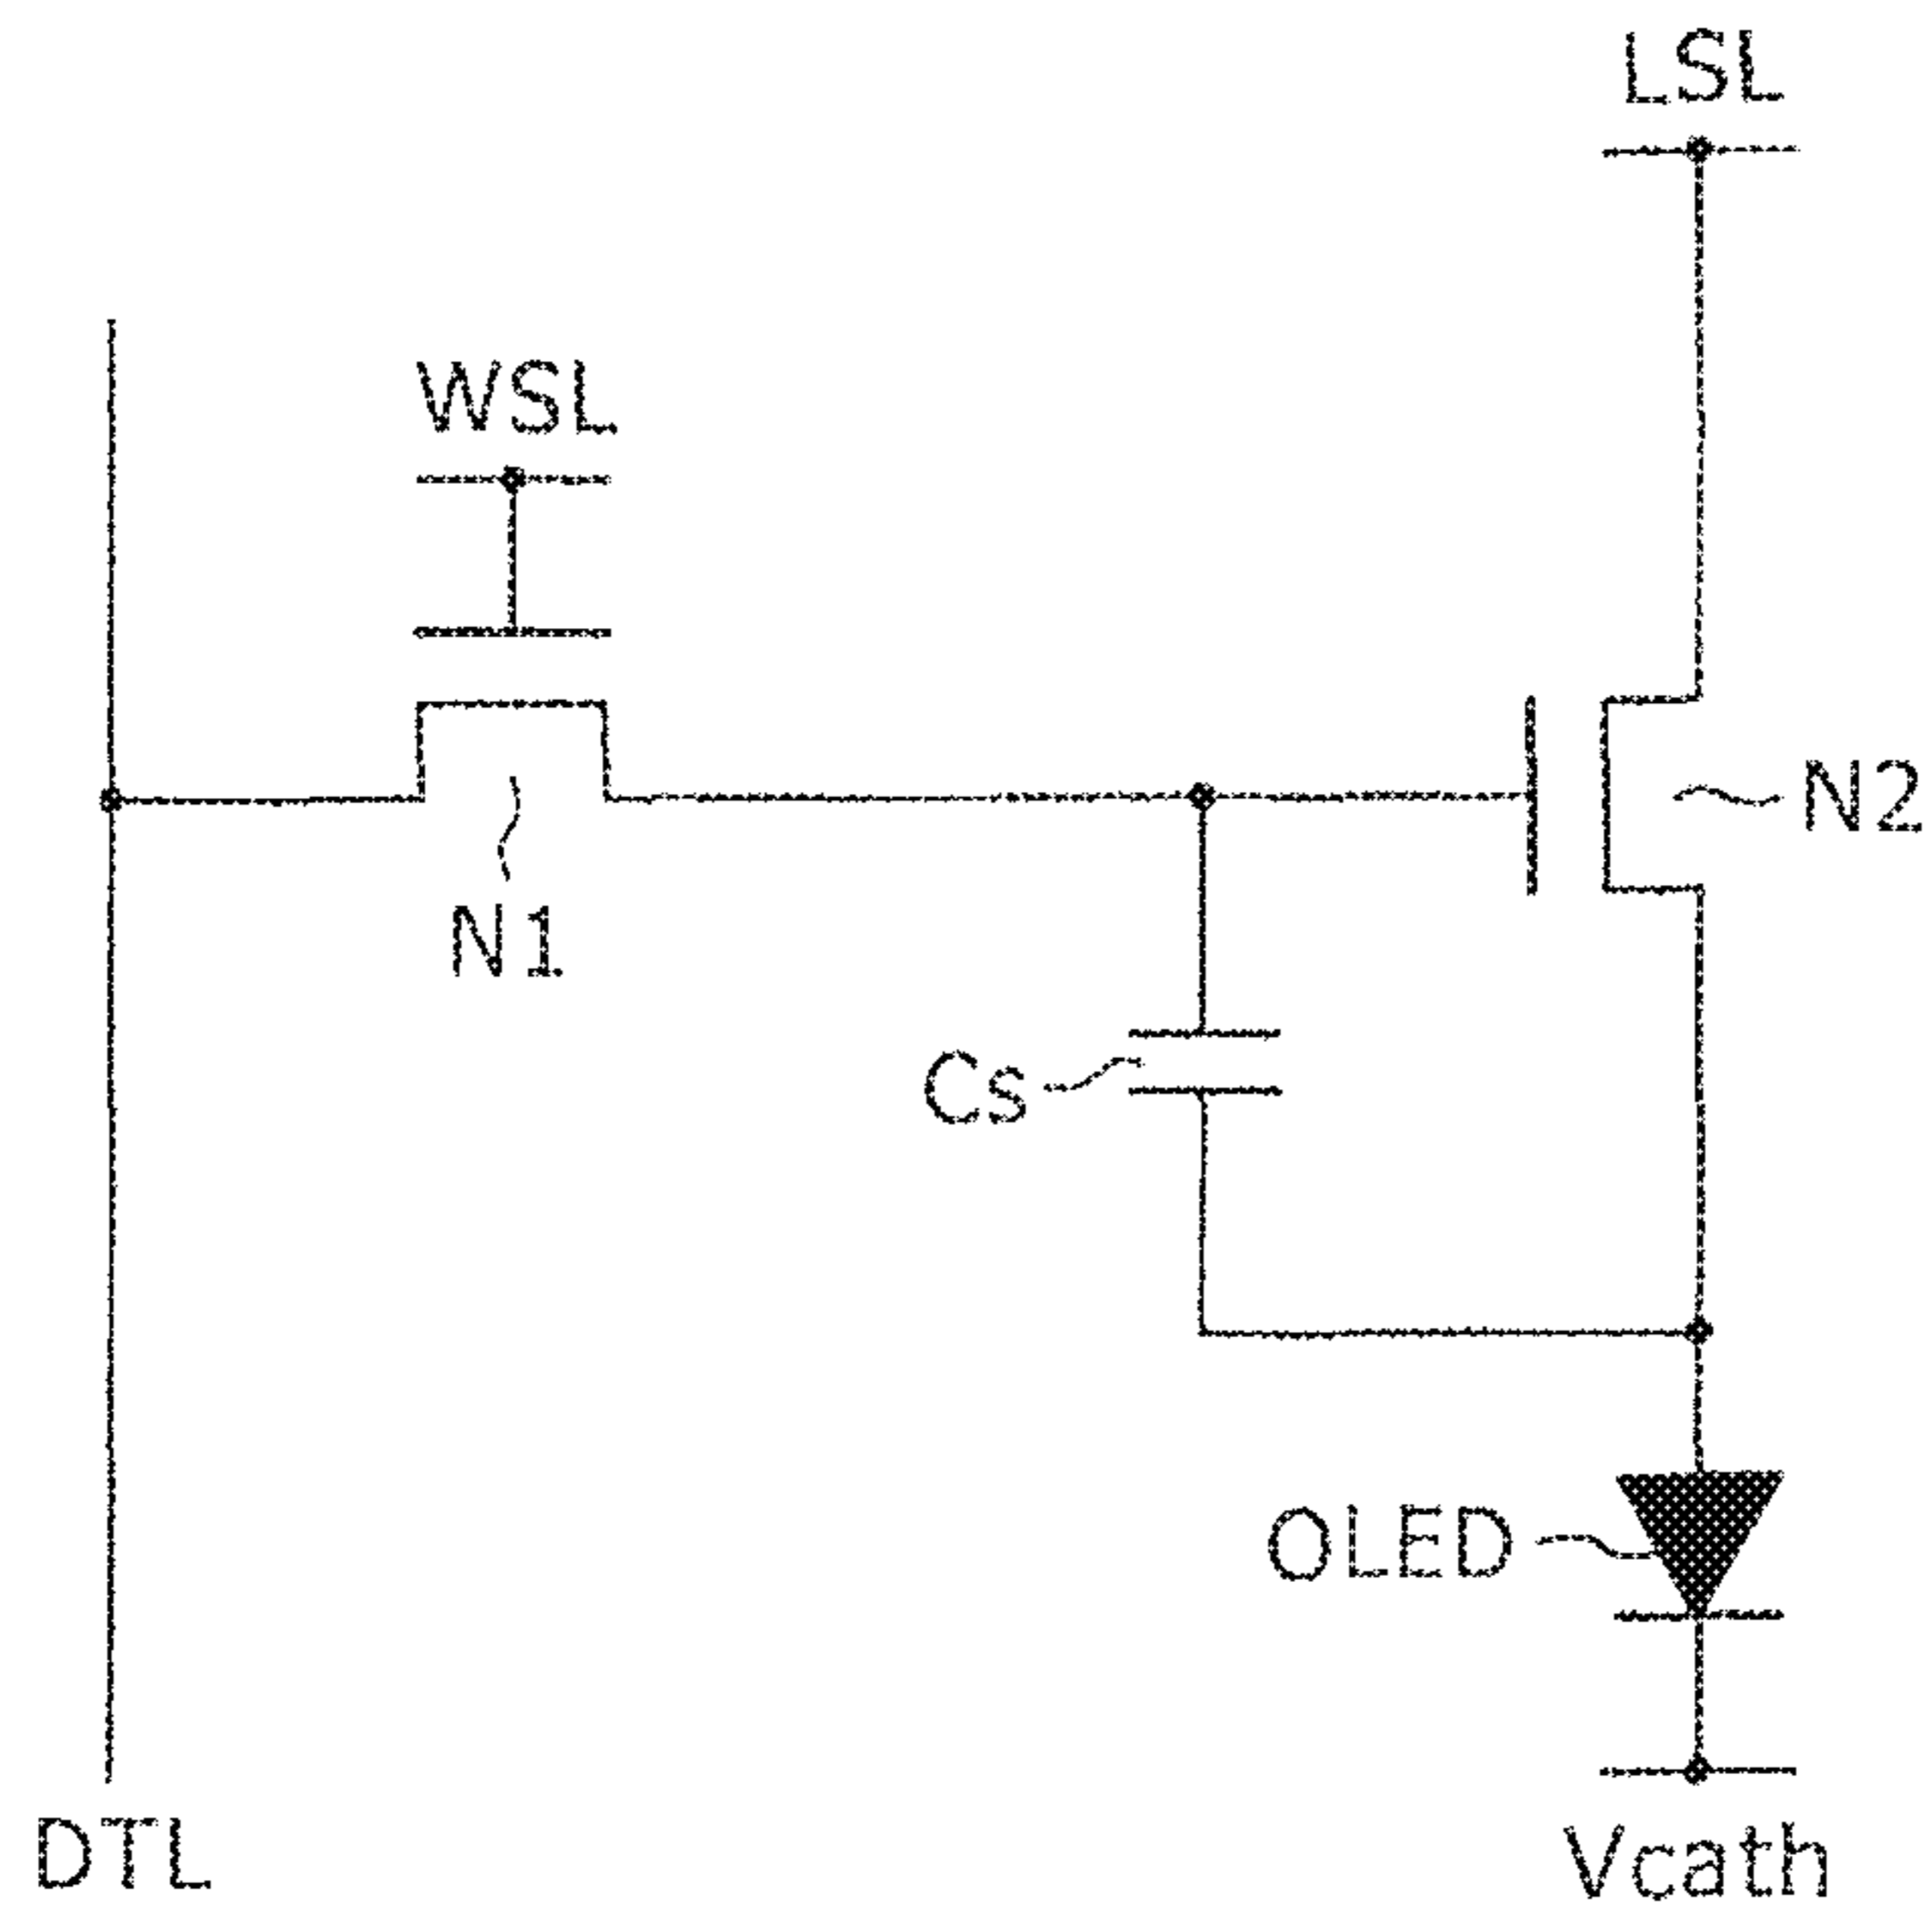 LSL
WSL
N2
N1
Cs
OLED
DTL
Vcath